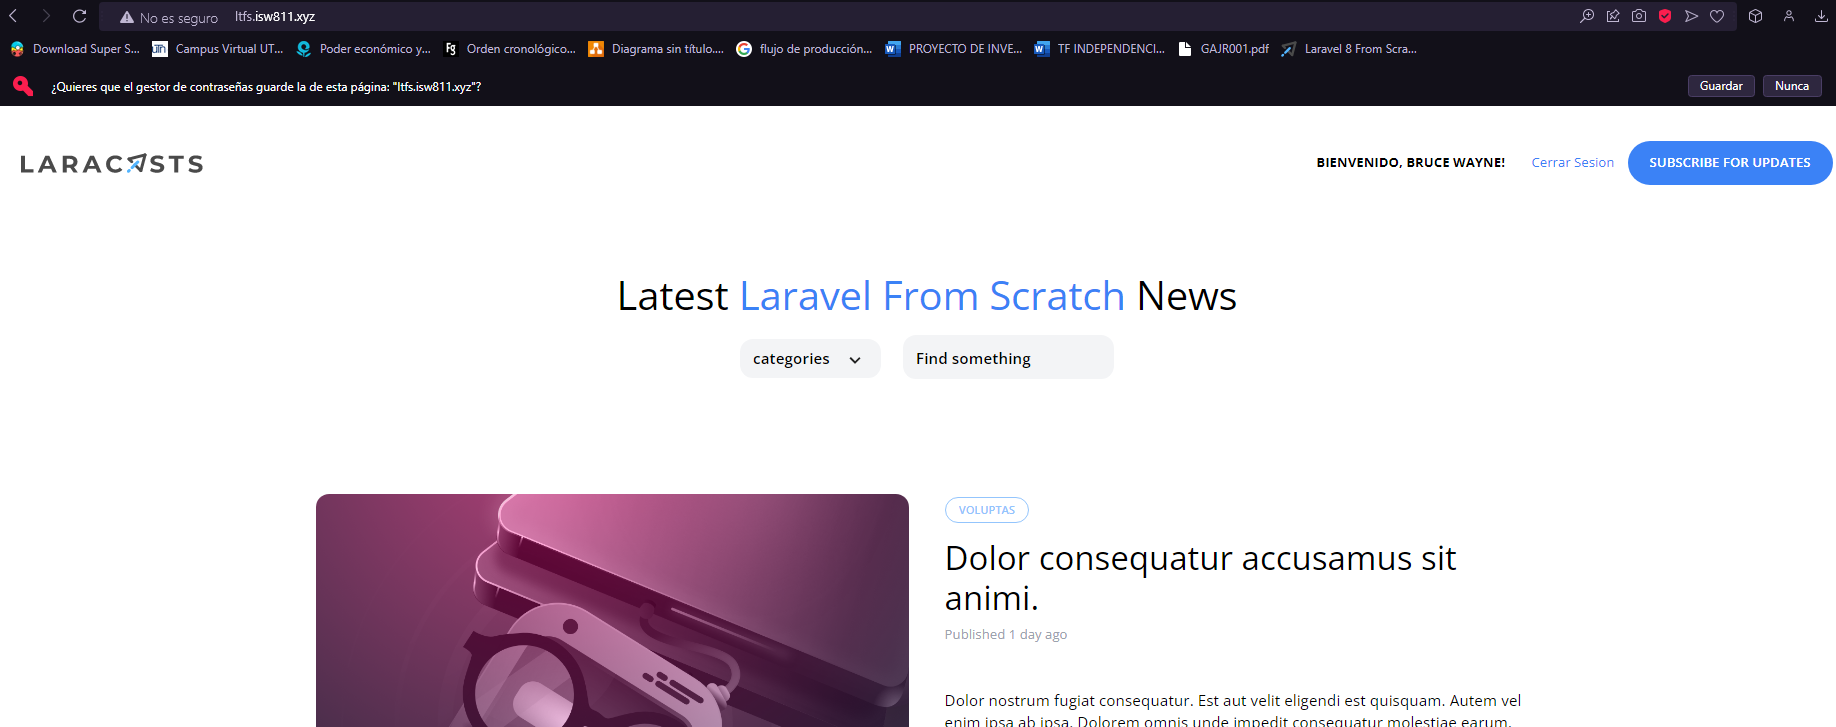 No es seguro ltfs.isw811.xyz
Download Super S... Campus Virtual UT... Poder económico y... Fg Orden cronológico... Diagrama sin título.... flujo de producción... PROYECTO DE INVE... TF INDEPENDENCI... GAJR001.pdf Laravel 8 From Scra...
¿Quieres que el gestor de contraseñas guarde la de esta página: "ltfs.isw811.xyz"? Guardar Nunca
LARACASTS BIENVENIDO, BRUCE WAYNE! Cerrar Sesion SUBSCRIBE FOR UPDATES
Latest Laravel From Scratch News
categories Find something
VOLUPTAS
Dolor consequatur accusamus sit
animi.
Published 1 day ago
Dolor nostrum fugiat consequatur. Est aut velit eligendi est quisquam. Autem vel
enim ipsa ab ipsa. Dolorem omnis unde impedit consequatur molestiae earum.